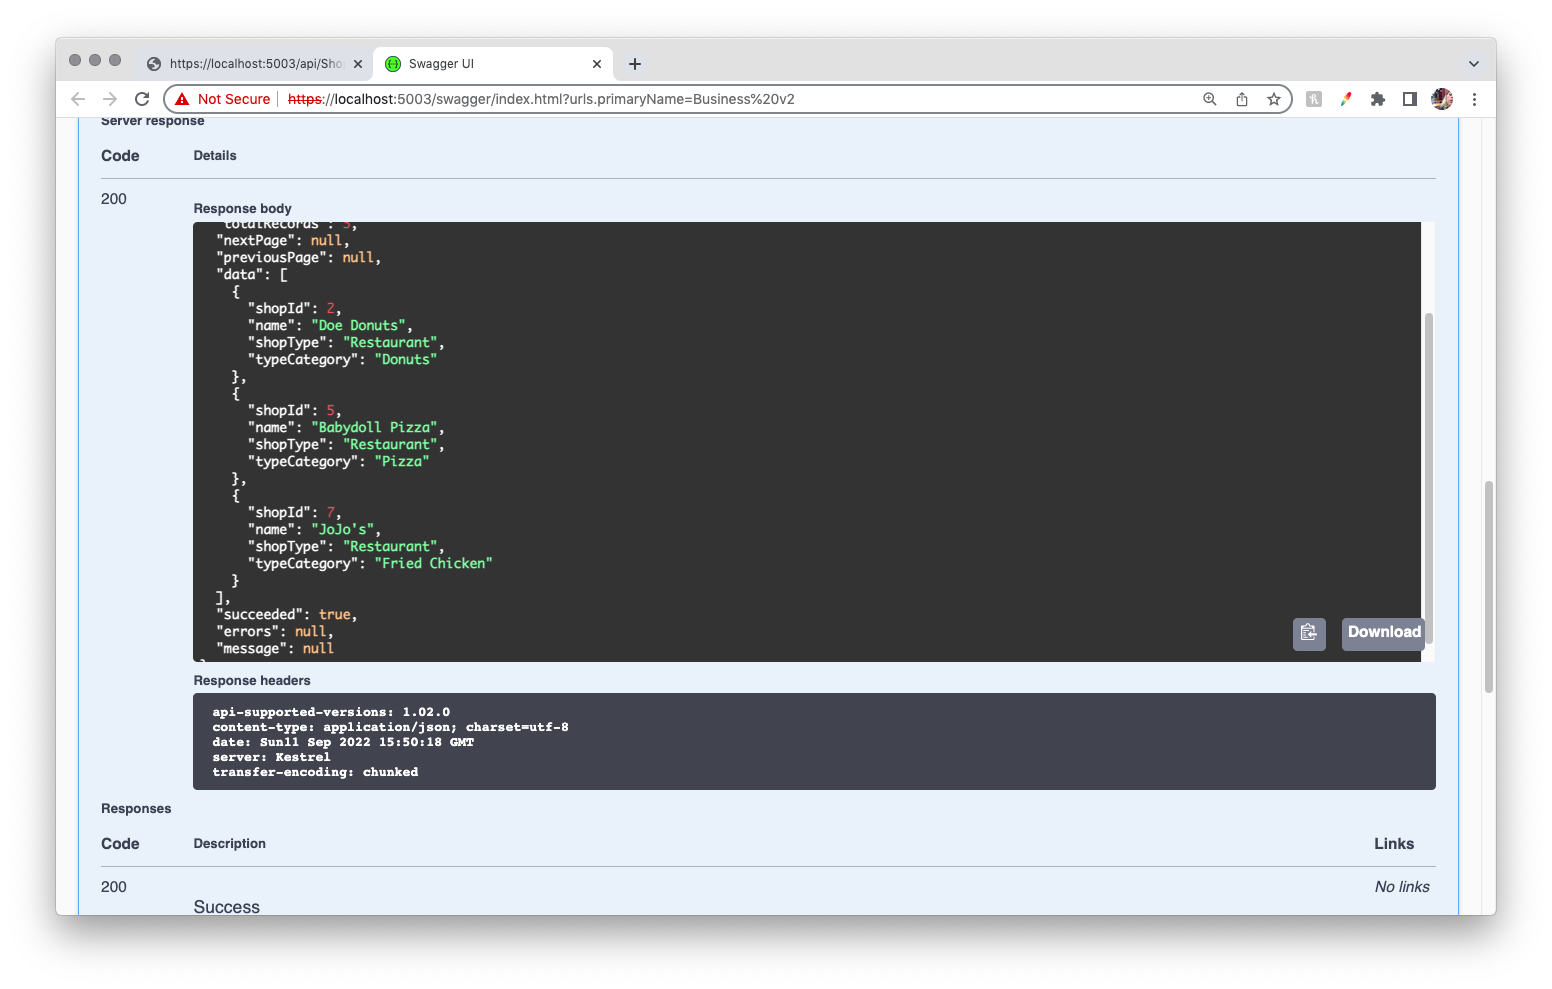 https://localhost:5003/api/Sho
Swagger UI
Not Secure https://localhost:5003/swagger/index.html?urls.primaryName=Business%20v2
Server response
Code Details
200
Response body
"totalRecords": 3,
"nextPage": null,
"previousPage": null,
"data": [
{
"shopId": 2,
"name": "Doe Donuts",
"shopType": "Restaurant",
"typeCategory": "Donuts"
},
{
"shopId": 5,
"name": "Babydoll Pizza",
"shopType": "Restaurant",
"typeCategory": "Pizza"
},
{
"shopId": 7,
"name": "JoJo's",
"shopType": "Restaurant",
"typeCategory": "Fried Chicken"
}
],
"succeeded": true,
"errors": null,
"message": null
}
Download
Response headers
api-supported-versions: 1.02.0
content-type: application/json; charset=utf-8
date: Sun11 Sep 2022 15:50:18 GMT
server: Kestrel
transfer-encoding: chunked
Responses
Code Description Links
200 No links
Success